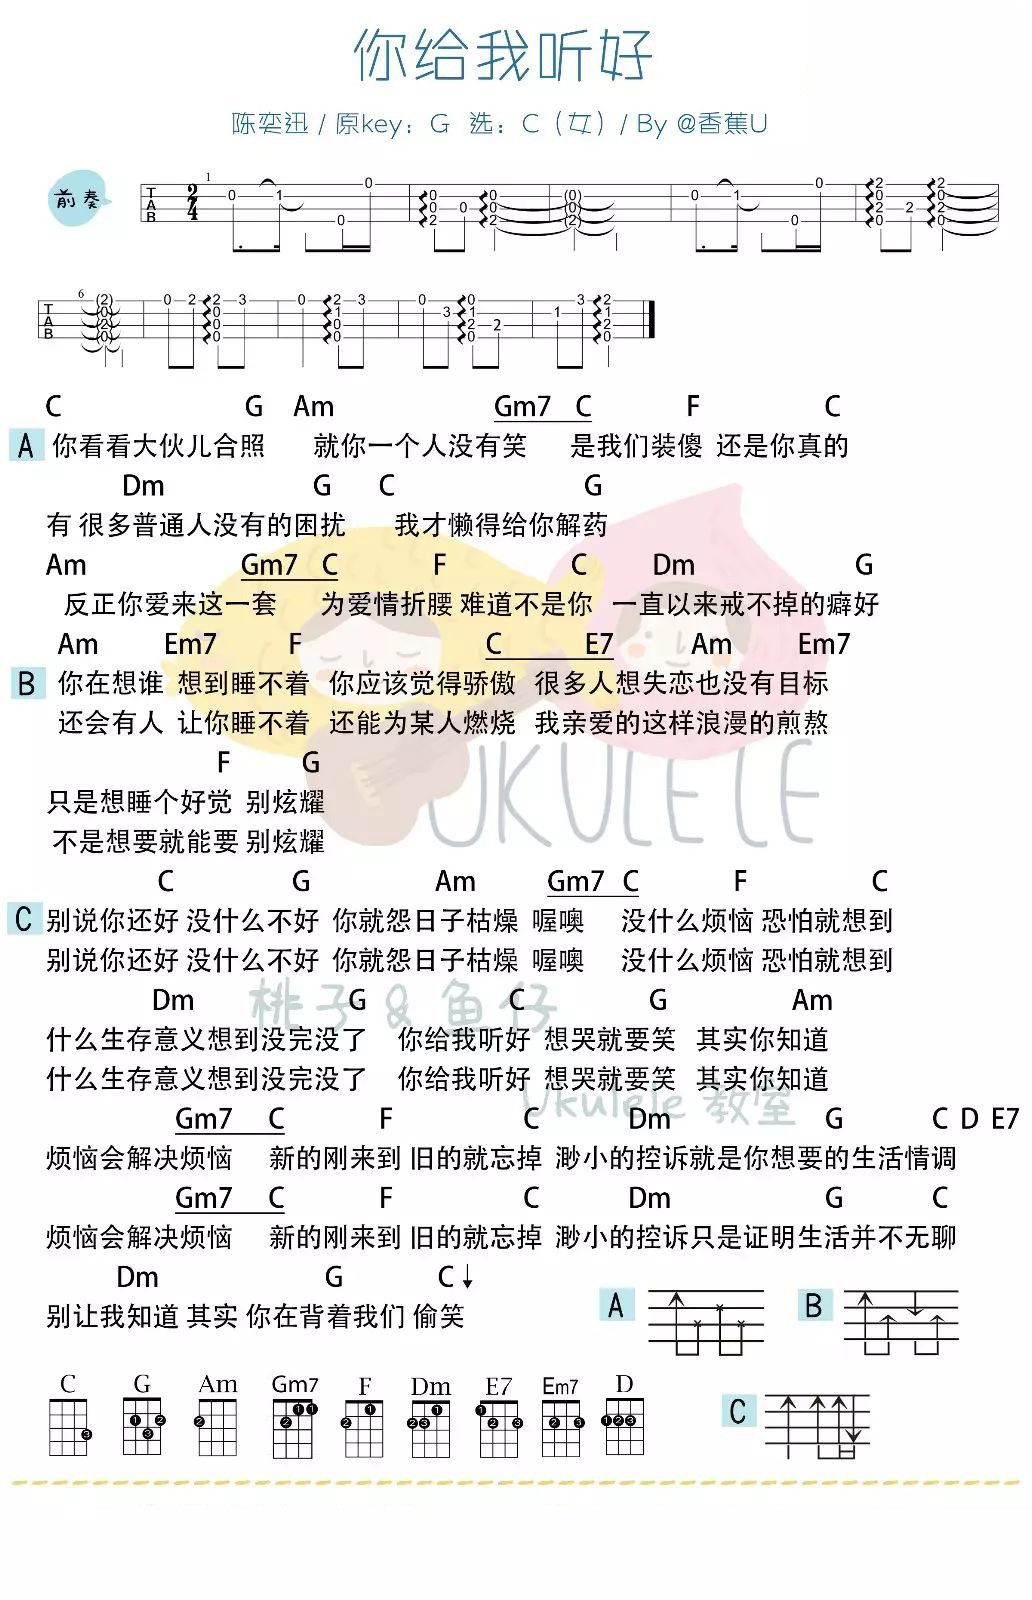 你给我听好
陈奕迅 / 原key：G 选：C（女）/ By @香蕉U
前奏
C G Am Gm7 C F C
A 你看看大伙儿合照 就你一个人没有笑 是我们装傻 还是你真的
Dm G C G
有 很多普通人没有的困扰 我才懒得给你解药
Am Gm7 C F C Dm G
反正你爱来这一套 为爱情折腰 难道不是你 一直以来戒不掉的癖好
Am Em7 F C E7 Am Em7
B 你在想谁 想到睡不着 你应该觉得骄傲 很多人想失恋也没有目标
还会有人 让你睡不着 还能为某人燃烧 我亲爱的这样浪漫的煎熬
F G
只是想睡个好觉 别炫耀
不是想要就能要 别炫耀
UKULELE
C G Am Gm7 C F C
C 别说你还好 没什么不好 你就怨日子枯燥 喔噢 没什么烦恼 恐怕就想到
别说你还好 没什么不好 你就怨日子枯燥 喔噢 没什么烦恼 恐怕就想到
Dm G C G Am
桃子&鱼仔
什么生存意义想到没完没了 你给我听好 想哭就要笑 其实你知道
什么生存意义想到没完没了 你给我听好 想哭就要笑 其实你知道
Ukulele 教室
Gm7 C F C Dm G C D E7
烦恼会解决烦恼 新的刚来到 旧的就忘掉 渺小的控诉就是你想要的生活情调
Gm7 C F C Dm G C
烦恼会解决烦恼 新的刚来到 旧的就忘掉 渺小的控诉只是证明生活并不无聊
Dm G C↓
别让我知道 其实 你在背着我们 偷笑
A B
C G Am Gm7 F Dm E7 Em7 D
C